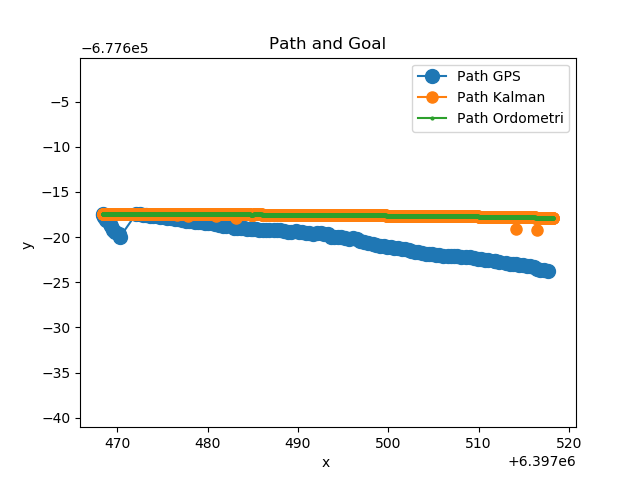 Path and Goal
−6.776e5
Path GPS
Path Kalman
Path Ordometri
−5
−10
−15
−20
−25
−30
−35
−40
y
470
480
490
500
510
520
x
+6.397e6